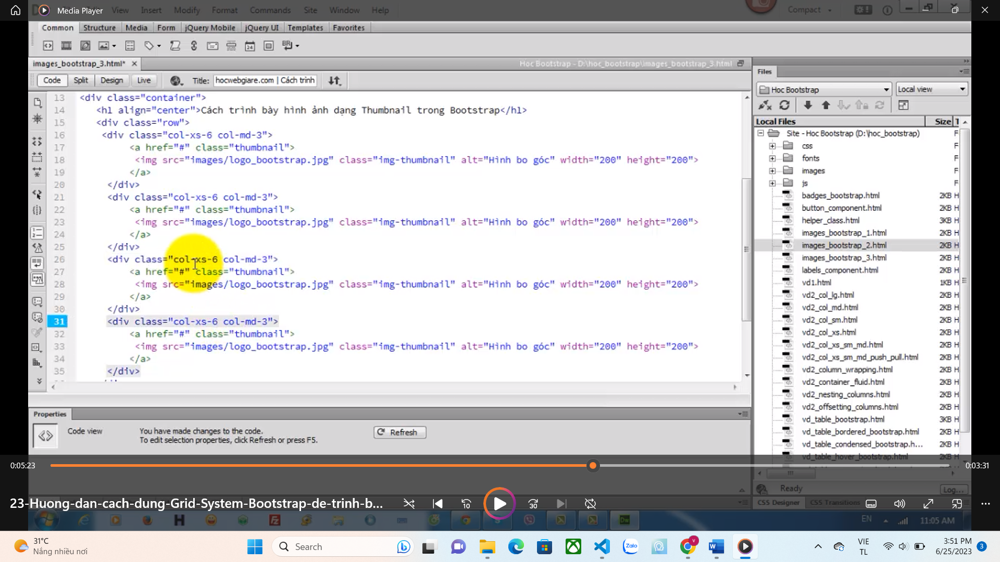 Media Player
View Insert Modify Format Commands Site Window Help
Compact
Common Structure Media Form jQuery Mobile jQuery UI Templates Favorites
images_bootstrap_3.html*
Hoc Bootstrap - D:\hoc_bootstrap\images_bootstrap_3.html
Code Split Design Live Title: hocwebgiare.com | Cách trình
13 <div class="container">
14 <h1 align="center">Cách trình bày hình ảnh dạng Thumbnail trong Bootstrap</h1>
15 <div class="row">
16 <div class="col-xs-6 col-md-3">
17 <a href="#" class="thumbnail">
18 <img src="images/logo_bootstrap.jpg" class="img-thumbnail" alt="Hình bo góc" width="200" height="200">
19 </a>
20 </div>
21 <div class="col-xs-6 col-md-3">
22 <a href="#" class="thumbnail">
23 <img src="images/logo_bootstrap.jpg" class="img-thumbnail" alt="Hình bo góc" width="200" height="200">
24 </a>
25 </div>
26 <div class="col-xs-6 col-md-3">
27 <a href="#" class="thumbnail">
28 <img src="images/logo_bootstrap.jpg" class="img-thumbnail" alt="Hình bo góc" width="200" height="200">
29 </a>
30 </div>
31 <div class="col-xs-6 col-md-3">
32 <a href="#" class="thumbnail">
33 <img src="images/logo_bootstrap.jpg" class="img-thumbnail" alt="Hình bo góc" width="200" height="200">
34 </a>
35 </div>
Properties
Code view
You have made changes to the code.
To edit selection properties, click Refresh or press F5.
Refresh
Files
Hoc Bootstrap Local view
Local Files Size T
Site - Hoc Bootstrap (D:\hoc_bootstrap) F
css F
fonts F
images F
js F
badges_bootstrap.html 2KB H
button_component.html 2KB H
helper_class.html 3KB H
images_bootstrap_1.html 2KB H
images_bootstrap_2.html 2KB H
images_bootstrap_3.html 2KB H
labels_component.html 2KB H
vd1.html 1KB H
vd2_col_lg.html 2KB H
vd2_col_md.html 2KB H
vd2_col_sm.html 2KB H
vd2_col_xs.html 2KB H
vd2_col_xs_sm_md.html 2KB H
vd2_col_xs_sm_md_push_pull.html 2KB H
vd2_column_wrapping.html 2KB H
vd2_container_fluid.html 2KB H
vd2_nesting_columns.html 2KB H
vd2_offsetting_columns.html 2KB H
vd_table_bootstrap.html 3KB H
vd_table_bordered_bootstrap.html 2KB H
vd_table_condensed_bootstrap.h... 2KB H
vd_table_hover_bootstrap.html 2KB H
Ready Log...
CSS Designer CSS Transitions
0:05:23
0:03:31
23-Huong-dan-cach-dung-Grid-System-Bootstrap-de-trinh-b...
10
30
EN 11:05 AM
31°C
Nắng nhiều nơi
Search
Zalo
VIE
TL
3:51 PM
6/25/2023
3